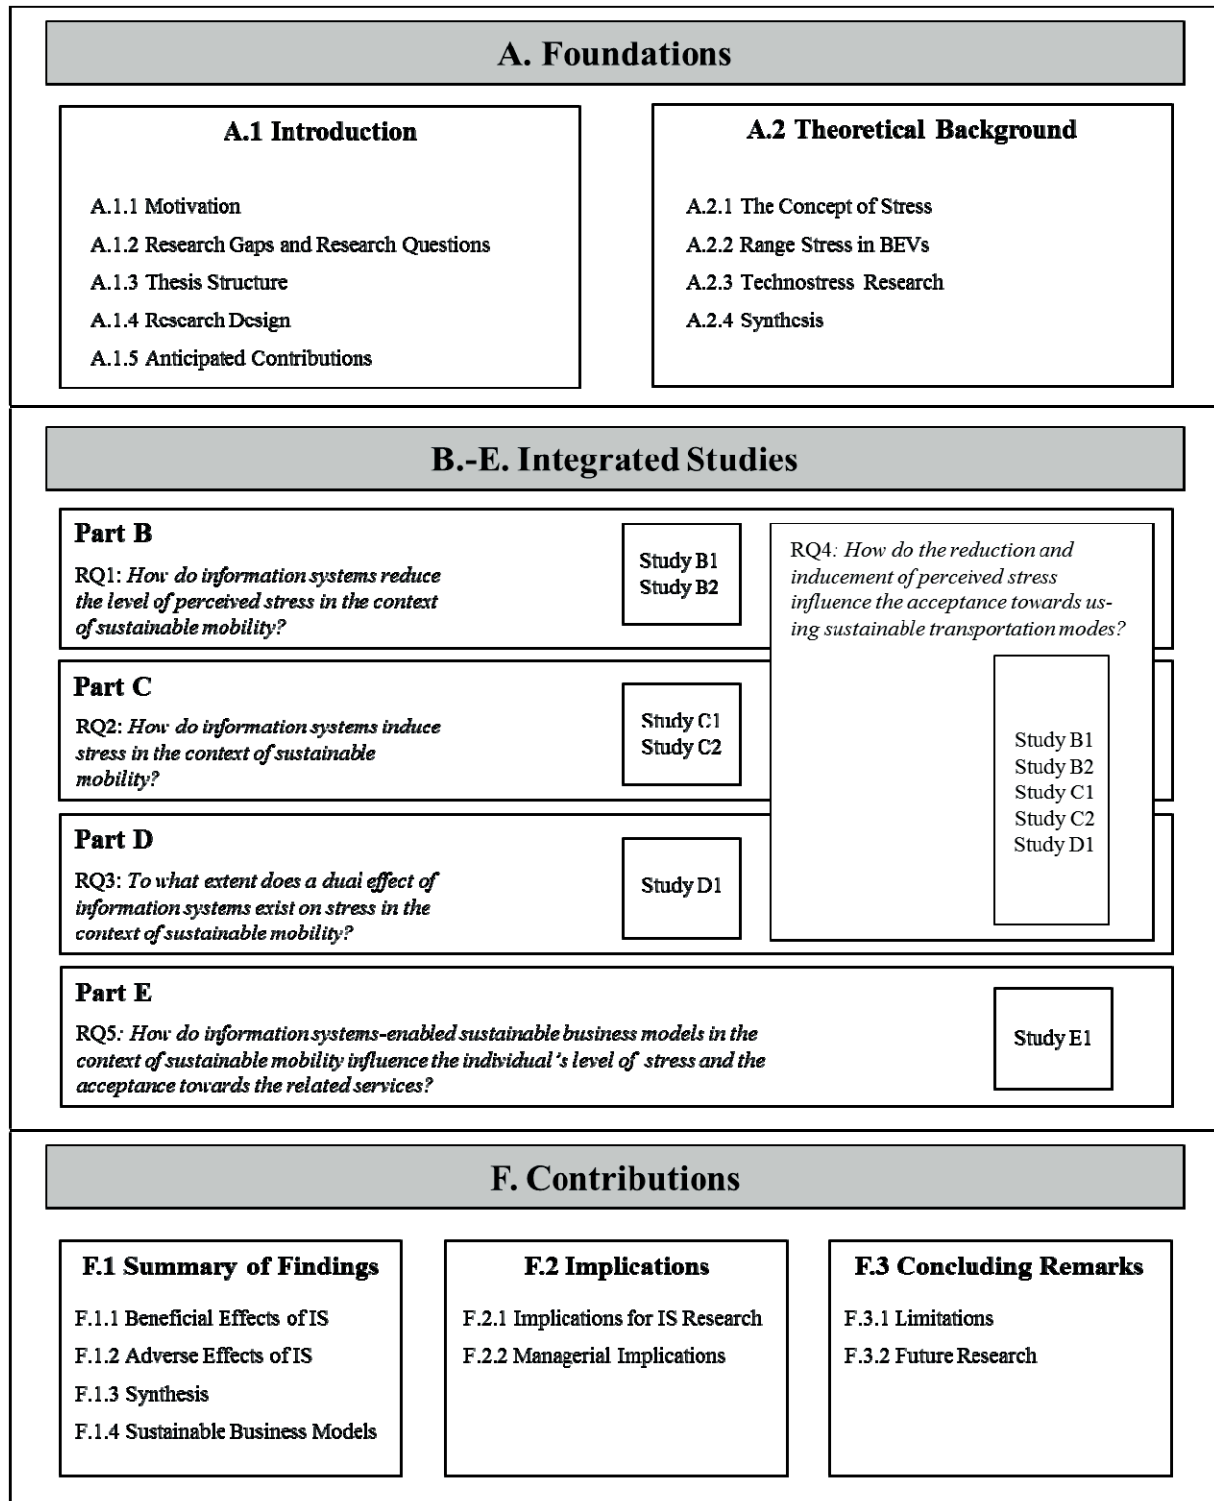 A. Foundations
A.1 Introduction
A.1.1 Motivation
A.1.2 Research Gaps and Research Questions
A.1.3 Thesis Structure
A.1.4 Research Design
A.1.5 Anticipated Contributions
A.2 Theoretical Background
A.2.1 The Concept of Stress
A.2.2 Range Stress in BEVs
A.2.3 Technostress Research
A.2.4 Synthesis
B.-E. Integrated Studies
Part B
RQ1: How do information systems reduce
the level of perceived stress in the context
of sustainable mobility?
Study B1
Study B2
Part C
RQ2: How do information systems induce
stress in the context of sustainable
mobility?
Study C1
Study C2
Part D
RQ3: To what extent does a dual effect of
information systems exist on stress in the
context of sustainable mobility?
Study D1
RQ4: How do the reduction and
inducement of perceived stress
influence the acceptance towards us-
ing sustainable transportation modes?
Study B1
Study B2
Study C1
Study C2
Study D1
Part E
RQ5: How do information systems-enabled sustainable business models in the
context of sustainable mobility influence the individual's level of stress and the
acceptance towards the related services?
Study E1
F. Contributions
F.1 Summary of Findings
F.1.1 Beneficial Effects of IS
F.1.2 Adverse Effects of IS
F.1.3 Synthesis
F.1.4 Sustainable Business Models
F.2 Implications
F.2.1 Implications for IS Research
F.2.2 Managerial Implications
F.3 Concluding Remarks
F.3.1 Limitations
F.3.2 Future Research